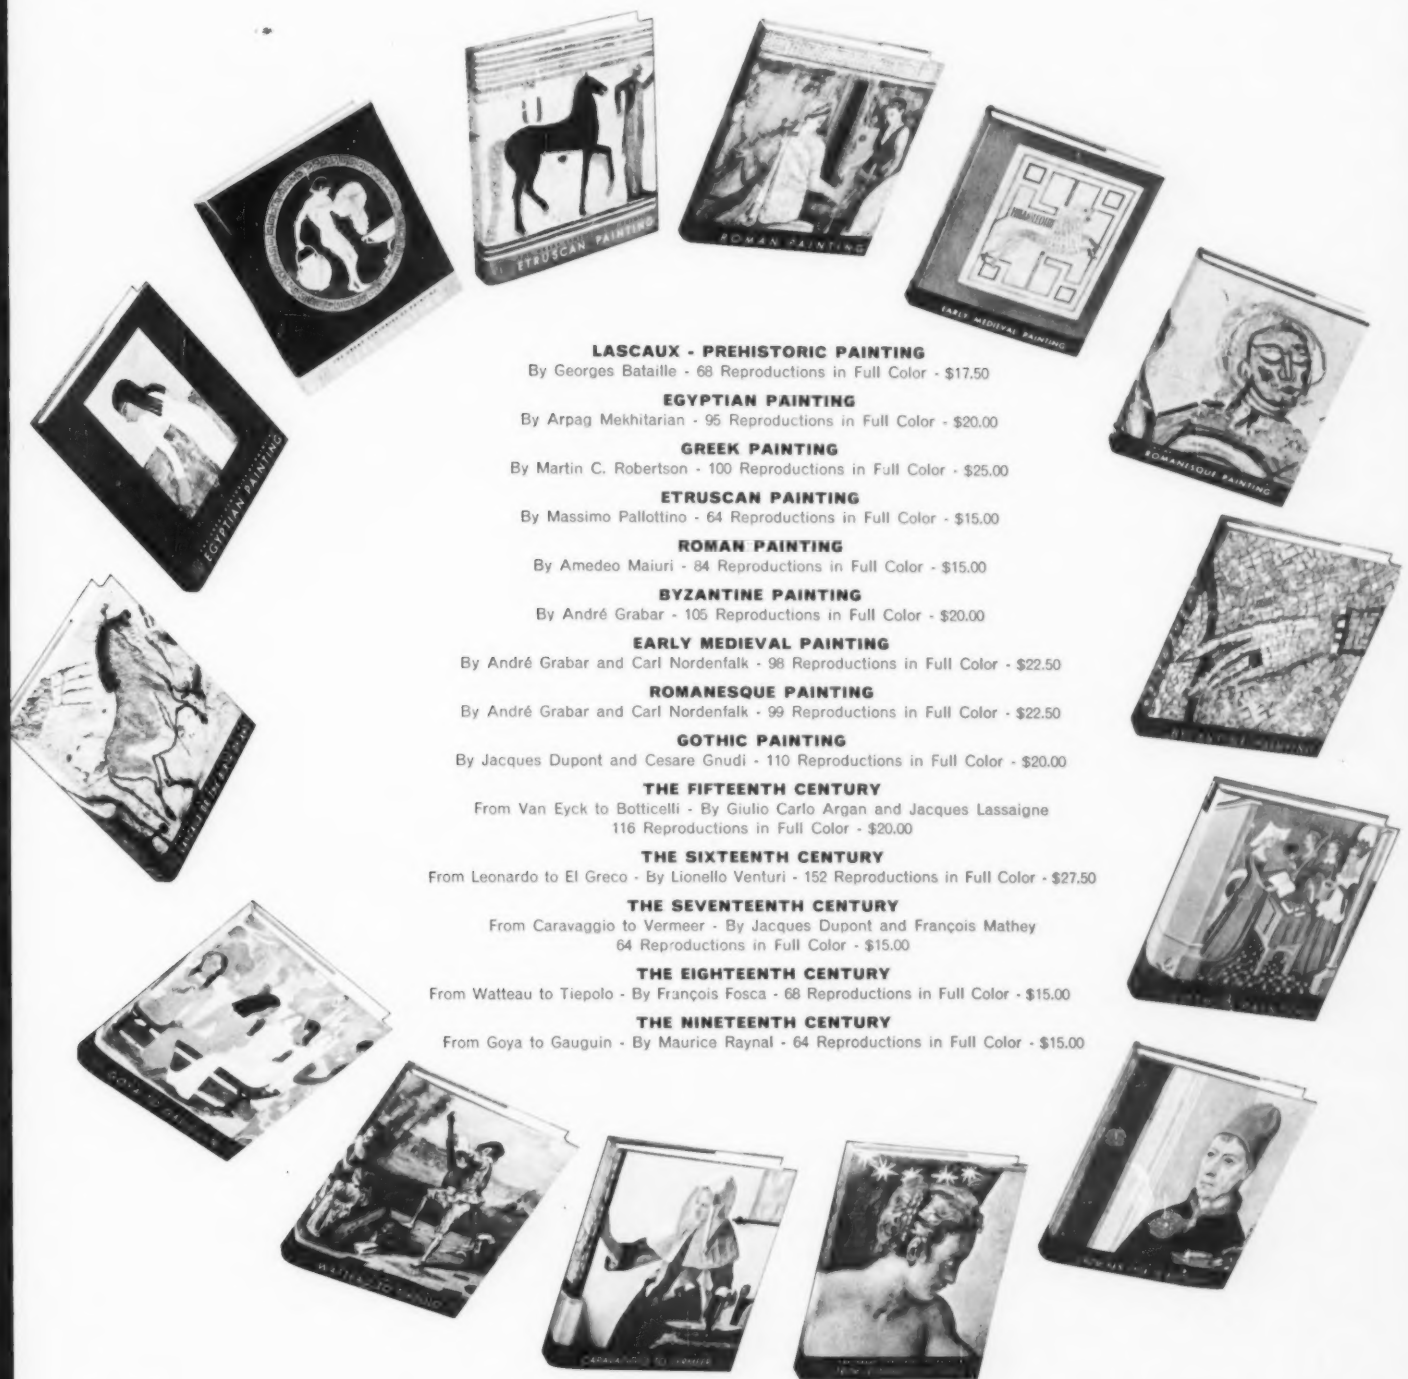 ETRUSCAN PAINTING
ROMAN PAINTING
EARLY MEDIEVAL PAINTING
ROMANESQUE PAINTING
EGYPTIAN PAINTING
LASCAUX - PREHISTORIC PAINTING
By Georges Bataille - 68 Reproductions in Full Color - $17.50
EGYPTIAN PAINTING
By Arpag Mekhitarian - 95 Reproductions in Full Color - $20.00
GREEK PAINTING
By Martin C. Robertson - 100 Reproductions in Full Color - $25.00
ETRUSCAN PAINTING
By Massimo Pallottino - 64 Reproductions in Full Color - $15.00
ROMAN PAINTING
By Amedeo Maiuri - 84 Reproductions in Full Color - $15.00
BYZANTINE PAINTING
By André Grabar - 105 Reproductions in Full Color - $20.00
EARLY MEDIEVAL PAINTING
By André Grabar and Carl Nordenfalk - 98 Reproductions in Full Color - $22.50
ROMANESQUE PAINTING
By André Grabar and Carl Nordenfalk - 99 Reproductions in Full Color - $22.50
GOTHIC PAINTING
By Jacques Dupont and Cesare Gnudi - 110 Reproductions in Full Color - $20.00
THE FIFTEENTH CENTURY
From Van Eyck to Botticelli - By Giulio Carlo Argan and Jacques Lassaigne
116 Reproductions in Full Color - $20.00
THE SIXTEENTH CENTURY
From Leonardo to El Greco - By Lionello Venturi - 152 Reproductions in Full Color - $27.50
THE SEVENTEENTH CENTURY
From Caravaggio to Vermeer - By Jacques Dupont and François Mathey
64 Reproductions in Full Color - $15.00
THE EIGHTEENTH CENTURY
From Watteau to Tiepolo - By François Fosca - 68 Reproductions in Full Color - $15.00
THE NINETEENTH CENTURY
From Goya to Gauguin - By Maurice Raynal - 64 Reproductions in Full Color - $15.00
CARAVAGGIO TO VERMEER